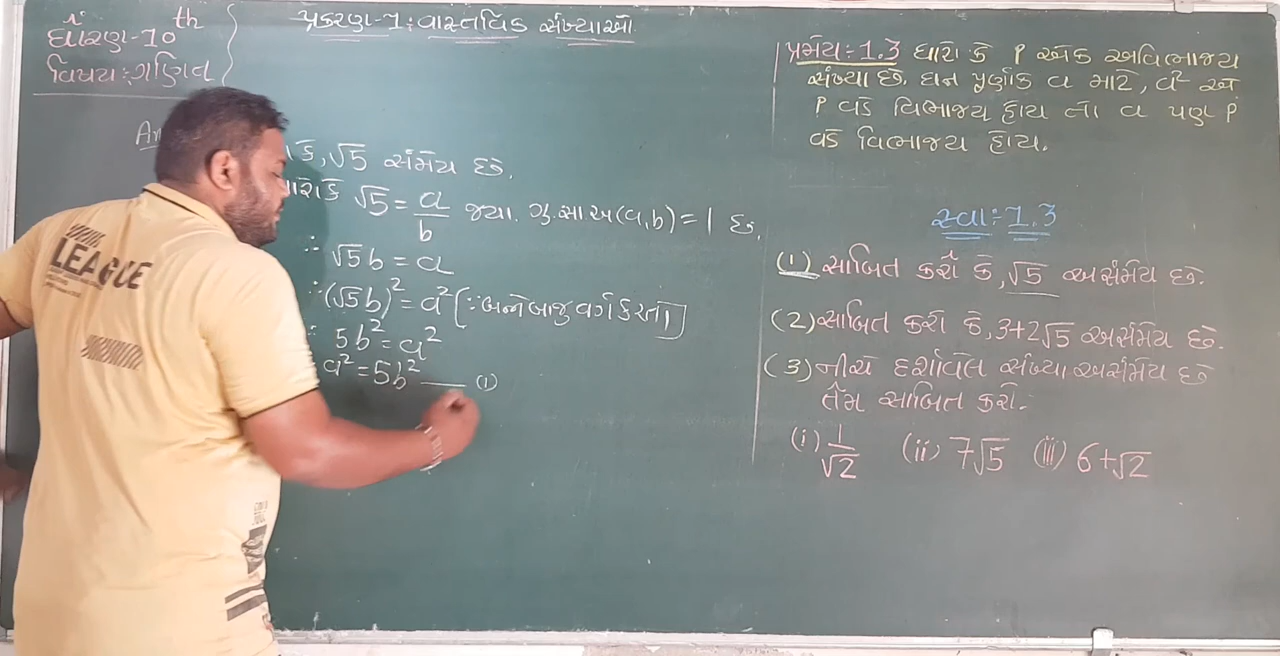 ધોરણ-10th
વિષય:ગણિત
પ્રકરણ-1:વાસ્તવિક સંખ્યાઓ
કે,√5 સંમેય છે.
ધારોકે √5=a/b જ્યા. ગુ.સા.અ(a,b)=1 છે.
∴ √5b=a
∴(√5b)²=a²[∵બન્ને બાજુ વર્ગ કરતા]
∴ 5b²=a²
a²=5b² —— (1)
પ્રમેય:1.3 ધારો કે P એક અવિભાજ્ય
સંખ્યા છે. ધન પૂર્ણાંક a માટે, a² એ
P વડે વિભાજ્ય હોય તો a પણ P
વડે વિભાજ્ય હોય.
સ્વા:1.3
(1) સાબિત કરો કે,√5 અસંમેય છે.
(2)સાબિત કરો કે,3+2√5 અસંમેય છે.
(3)નીચે દર્શાવેલ સંખ્યા અસંમેય છે
તેમ સાબિત કરો.
(i) 1/√2 (ii) 7√5 (iii) 6+√2
LEAGUE